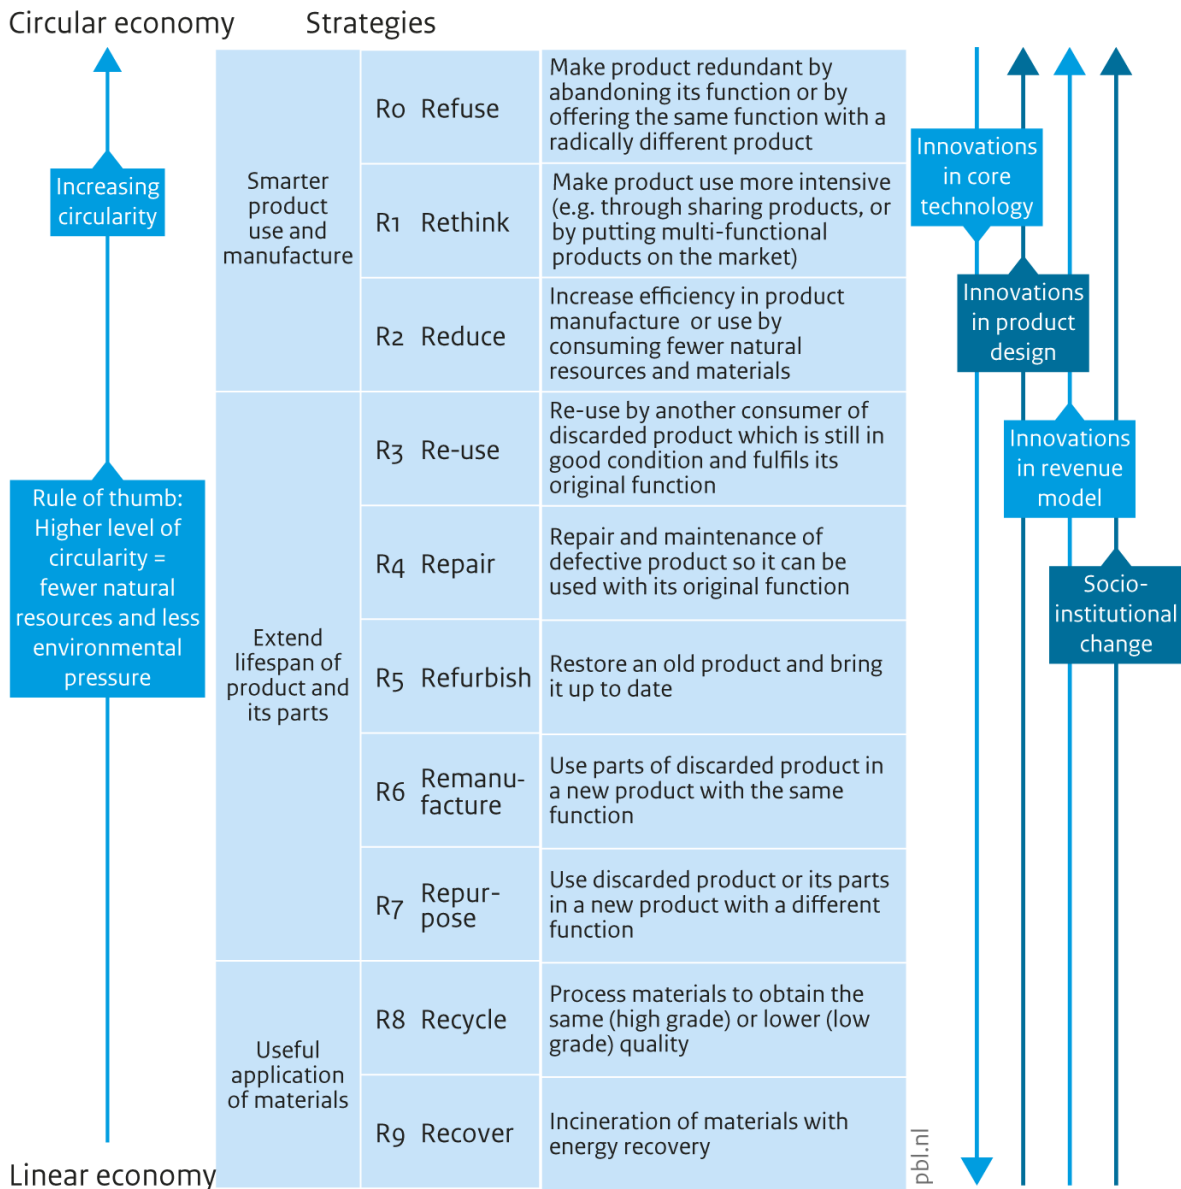 Circular economy
Strategies
Increasing
circularity
Rule of thumb:
Higher level of
circularity =
fewer natural
resources and less
environmental
pressure
Linear economy
Smarter
product
use and
manufacture
R0 Refuse
Make product redundant by
abandoning its function or by
offering the same function with a
radically different product
R1 Rethink
Make product use more intensive
(e.g. through sharing products, or
by putting multi-functional
products on the market)
R2 Reduce
Increase efficiency in product
manufacture or use by
consuming fewer natural
resources and materials
Extend
lifespan of
product and
its parts
R3 Re-use
Re-use by another consumer of
discarded product which is still in
good condition and fulfils its
original function
R4 Repair
Repair and maintenance of
defective product so it can be
used with its original function
R5 Refurbish
Restore an old product and bring
it up to date
R6 Remanu-
facture
Use parts of discarded product in
a new product with the same
function
R7 Repur-
pose
Use discarded product or its parts
in a new product with a different
function
Useful
application
of materials
R8 Recycle
Process materials to obtain the
same (high grade) or lower (low
grade) quality
R9 Recover
Incineration of materials with
energy recovery
Innovations
in core
technology
Innovations
in product
design
Innovations
in revenue
model
Socio-
institutional
change
pbl.nl